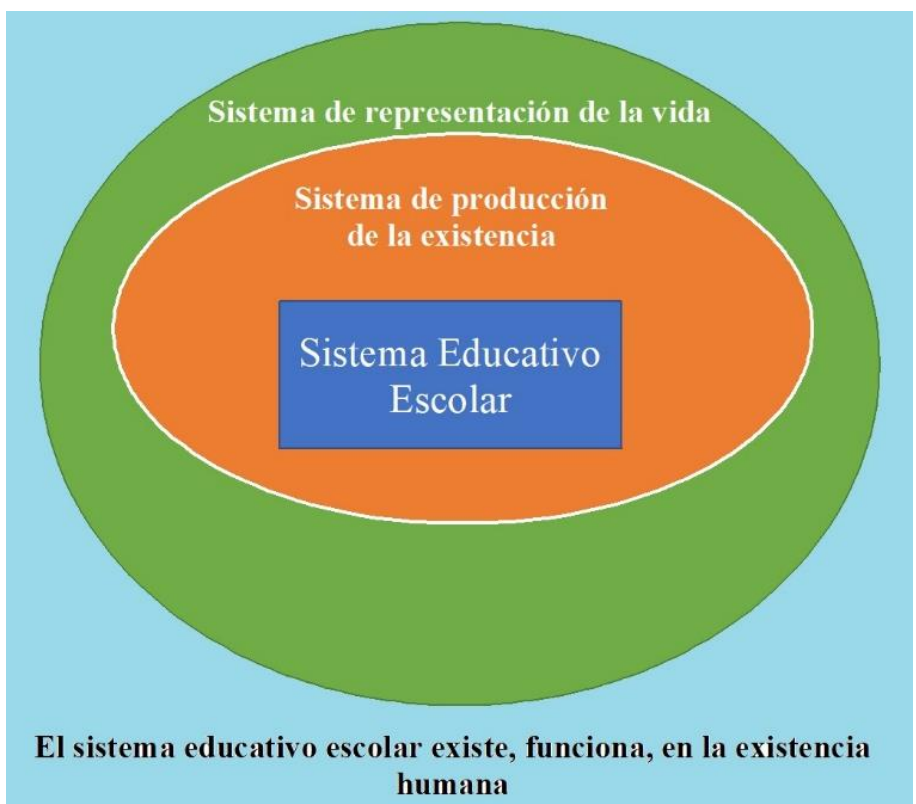 Sistema de representación de la vida
Sistema de producción
de la existencia
Sistema Educativo
Escolar
El sistema educativo escolar existe, funciona, en la existencia
humana